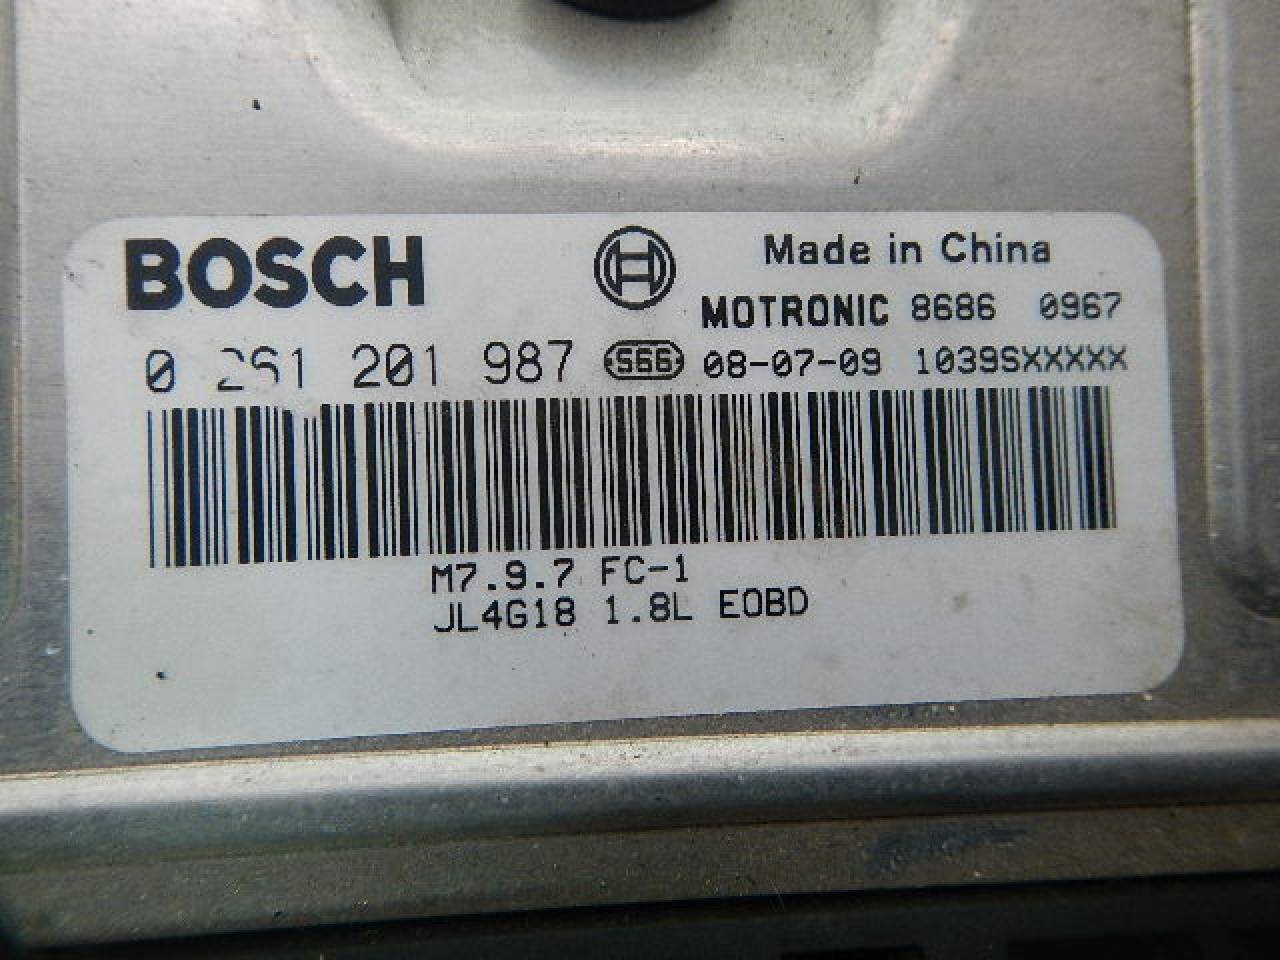 BOSCH
Made in China
MOTRONIC 8686 0967
0 261 201 987 566 08-07-09 1039SXXXXX
M7.9.7 FC-1
JL4G18 1.8L EOBD